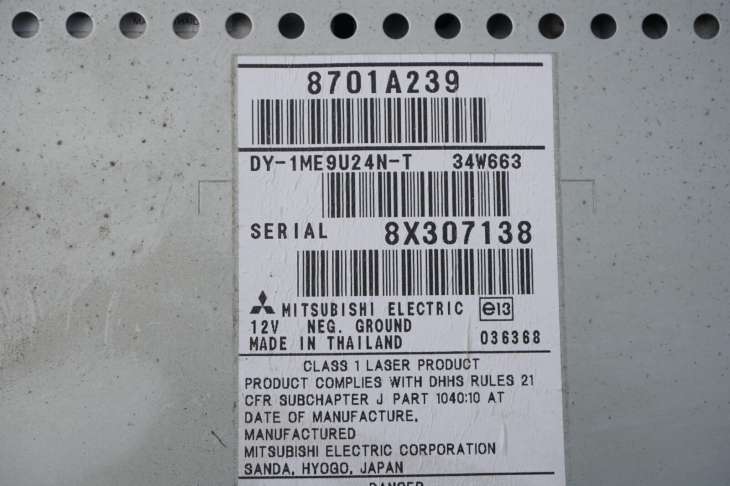 8701A239
DY-1ME9U24N-T 34W663
SERIAL 8X307138
MITSUBISHI ELECTRIC e13
12V NEG. GROUND
MADE IN THAILAND 036368
CLASS 1 LASER PRODUCT
PRODUCT COMPLIES WITH DHHS RULES 21
CFR SUBCHAPTER J PART 1040:10 AT
DATE OF MANUFACTURE.
MANUFACTURED
MITSUBISHI ELECTRIC CORPORATION
SANDA, HYOGO, JAPAN
DANGER